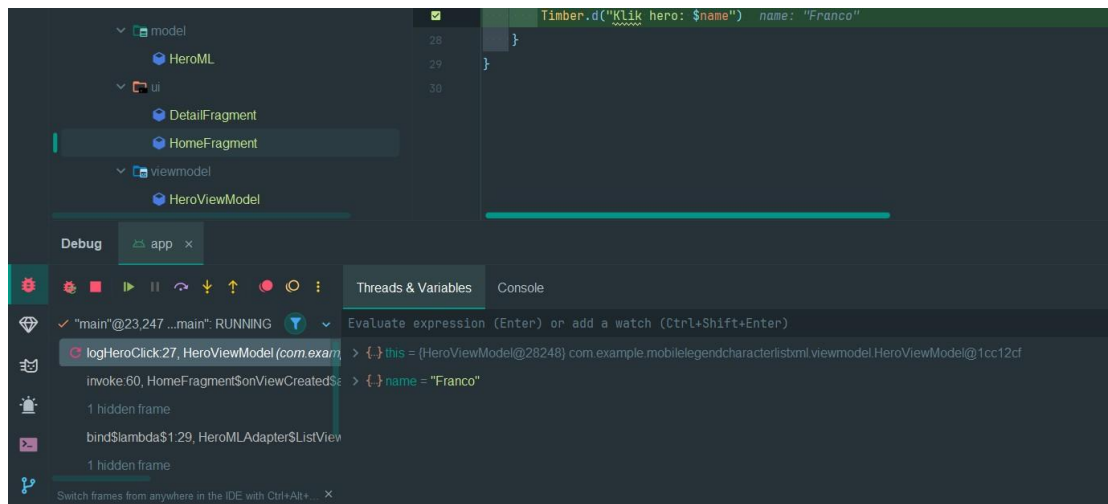 model
HeroML
ui
DetailFragment
HomeFragment
viewmodel
HeroViewModel
Timber.d("Klik hero: $name") name: "Franco"
28 }
29 }
30
Debug app ×
Threads & Variables Console
"main"@23,247 ...main": RUNNING
Evaluate expression (Enter) or add a watch (Ctrl+Shift+Enter)
logHeroClick:27, HeroViewModel (com.exam
this = {HeroViewModel@28248} com.example.mobilelegendcharacterlistxml.viewmodel.HeroViewModel@1cc12cf
invoke:60, HomeFragment$onViewCreated$
name = "Franco"
1 hidden frame
bind$lambda$1:29, HeroMLAdapter$ListView
1 hidden frame
Switch frames from anywhere in the IDE with Ctrl+Alt+... ×